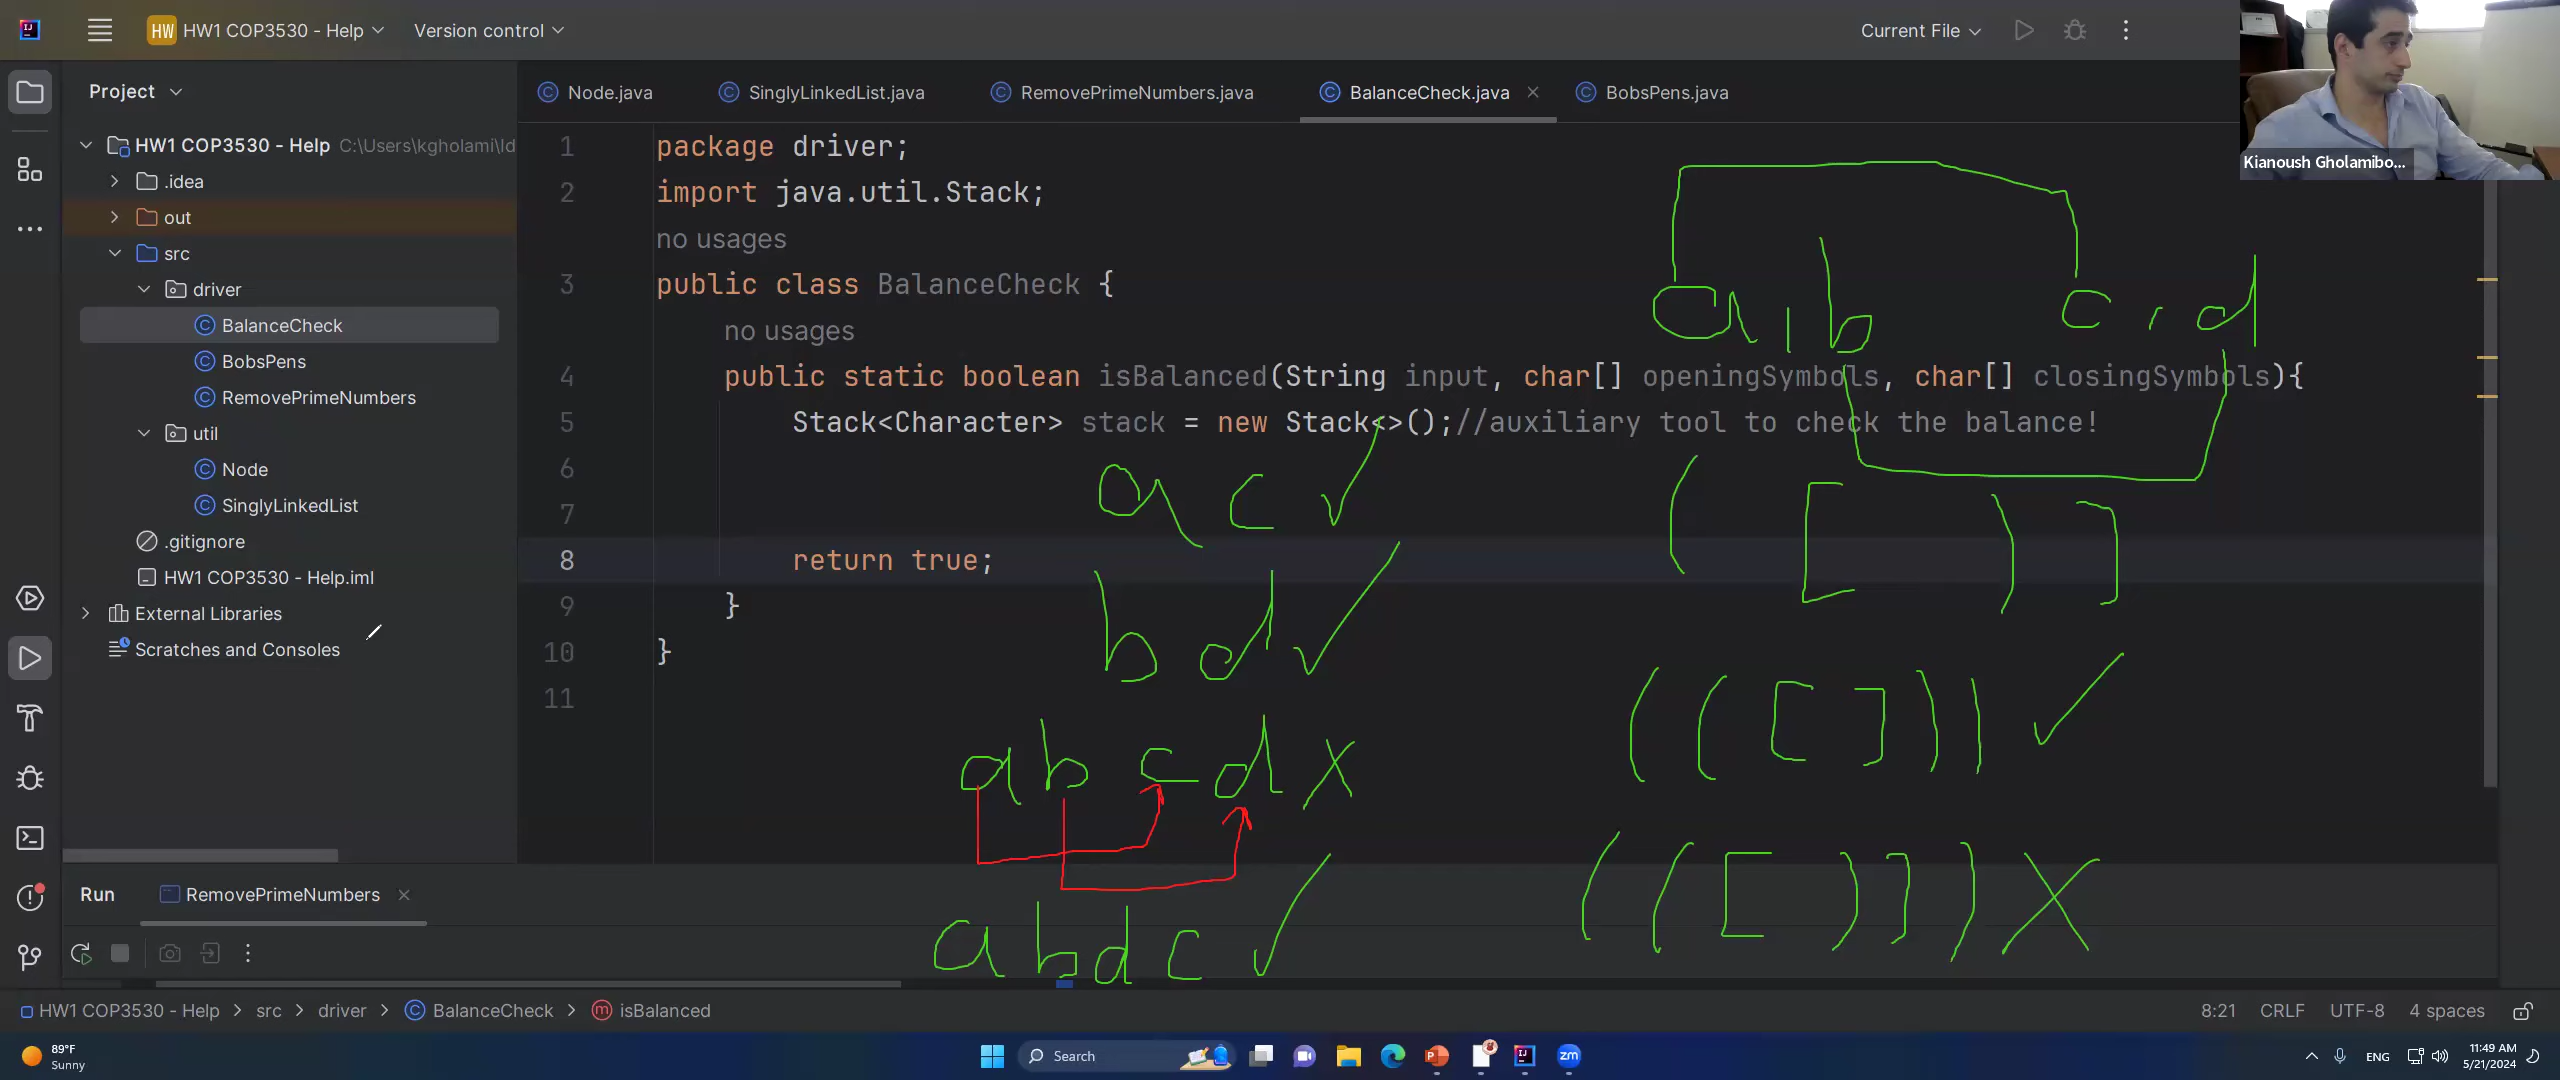 HW HW1 COP3530 - Help Version control Current File
Project
Node.java SinglyLinkedList.java RemovePrimeNumbers.java BalanceCheck.java BobsPens.java
HW1 COP3530 - Help C:\Users\kgholami\Id
.idea
out
src
driver
BalanceCheck
BobsPens
RemovePrimeNumbers
util
Node
SinglyLinkedList
.gitignore
HW1 COP3530 - Help.iml
External Libraries
Scratches and Consoles
1 package driver;
2 import java.util.Stack;
no usages
3 public class BalanceCheck {
no usages
4 public static boolean isBalanced(String input, char[] openingSymbols, char[] closingSymbols){
5 Stack<Character> stack = new Stack<>();//auxiliary tool to check the balance!
6
7
8 return true;
9 }
10 }
11
a, b c, d
( [ ) ]
( ( [ ] ) ) ✓
( ( [ ) ] ) X
a c ✓
b d ✓
a b c d x
a b d c ✓
Kianoush Gholamibo...
Run RemovePrimeNumbers
HW1 COP3530 - Help > src > driver > BalanceCheck > isBalanced 8:21 CRLF UTF-8 4 spaces
89°F
Sunny
Search
zm
ENG
11:49 AM
5/21/2024